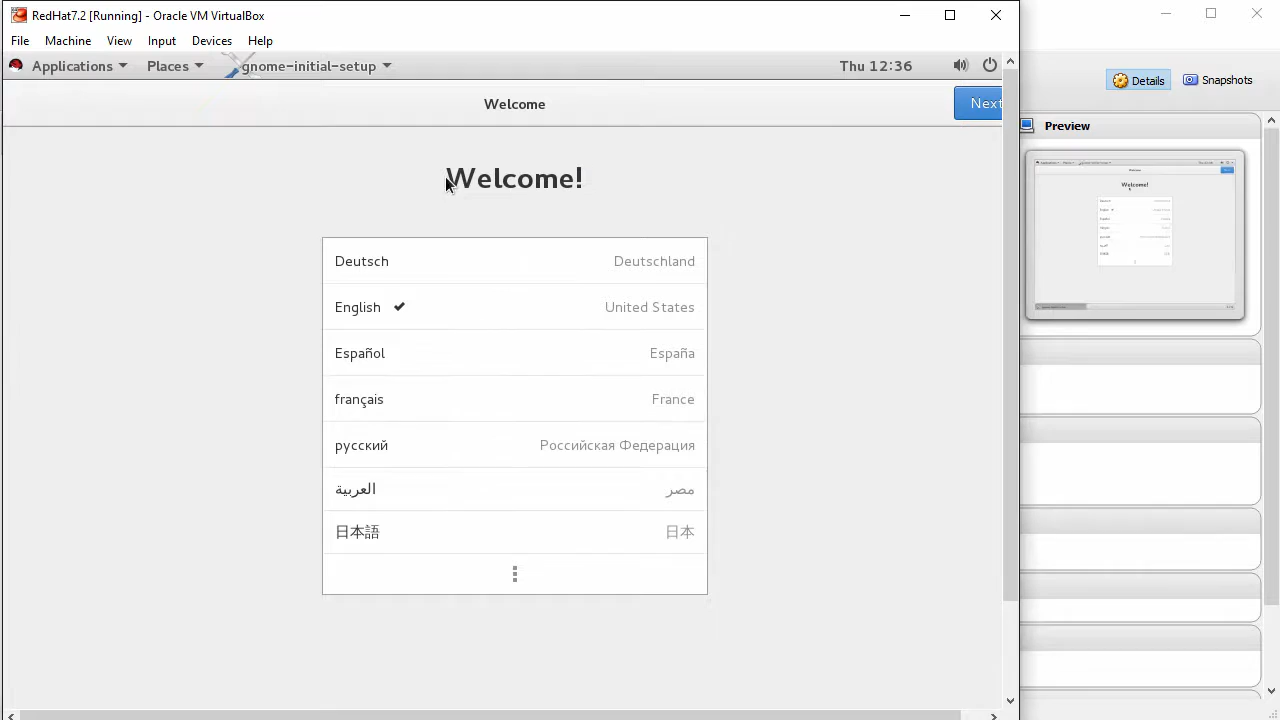 RedHat7.2 [Running] - Oracle VM VirtualBox
File Machine View Input Devices Help
Applications Places gnome-initial-setup Thu 12:36
Details Snapshots
Welcome
Next
Preview
Welcome!
Deutsch Deutschland
English United States
Español España
français France
русский Российская Федерация
العربية مصر
日本語 日本